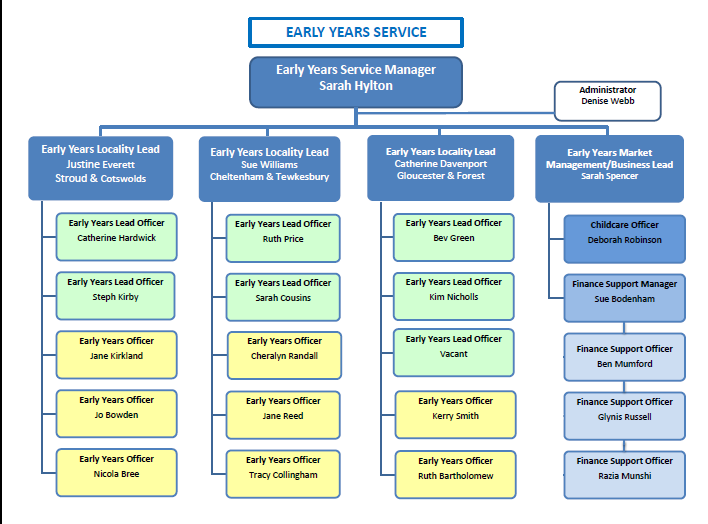 EARLY YEARS SERVICE
Early Years Service Manager
Sarah Hylton
Administrator
Denise Webb
Early Years Locality Lead
Justine Everett
Stroud & Cotswolds
Early Years Lead Officer
Catherine Hardwick
Early Years Lead Officer
Steph Kirby
Early Years Officer
Jane Kirkland
Early Years Officer
Jo Bowden
Early Years Officer
Nicola Bree
Early Years Locality Lead
Sue Williams
Cheltenham & Tewkesbury
Early Years Lead Officer
Ruth Price
Early Years Lead Officer
Sarah Cousins
Early Years Officer
Cheralyn Randall
Early Years Officer
Jane Reed
Early Years Officer
Tracy Collingham
Early Years Locality Lead
Catherine Davenport
Gloucester & Forest
Early Years Lead Officer
Bev Green
Early Years Lead Officer
Kim Nicholls
Early Years Lead Officer
Vacant
Early Years Officer
Kerry Smith
Early Years Officer
Ruth Bartholomew
Early Years Market
Management/Business Lead
Sarah Spencer
Childcare Officer
Deborah Robinson
Finance Support Manager
Sue Bodenham
Finance Support Officer
Ben Mumford
Finance Support Officer
Glynis Russell
Finance Support Officer
Razia Munshi